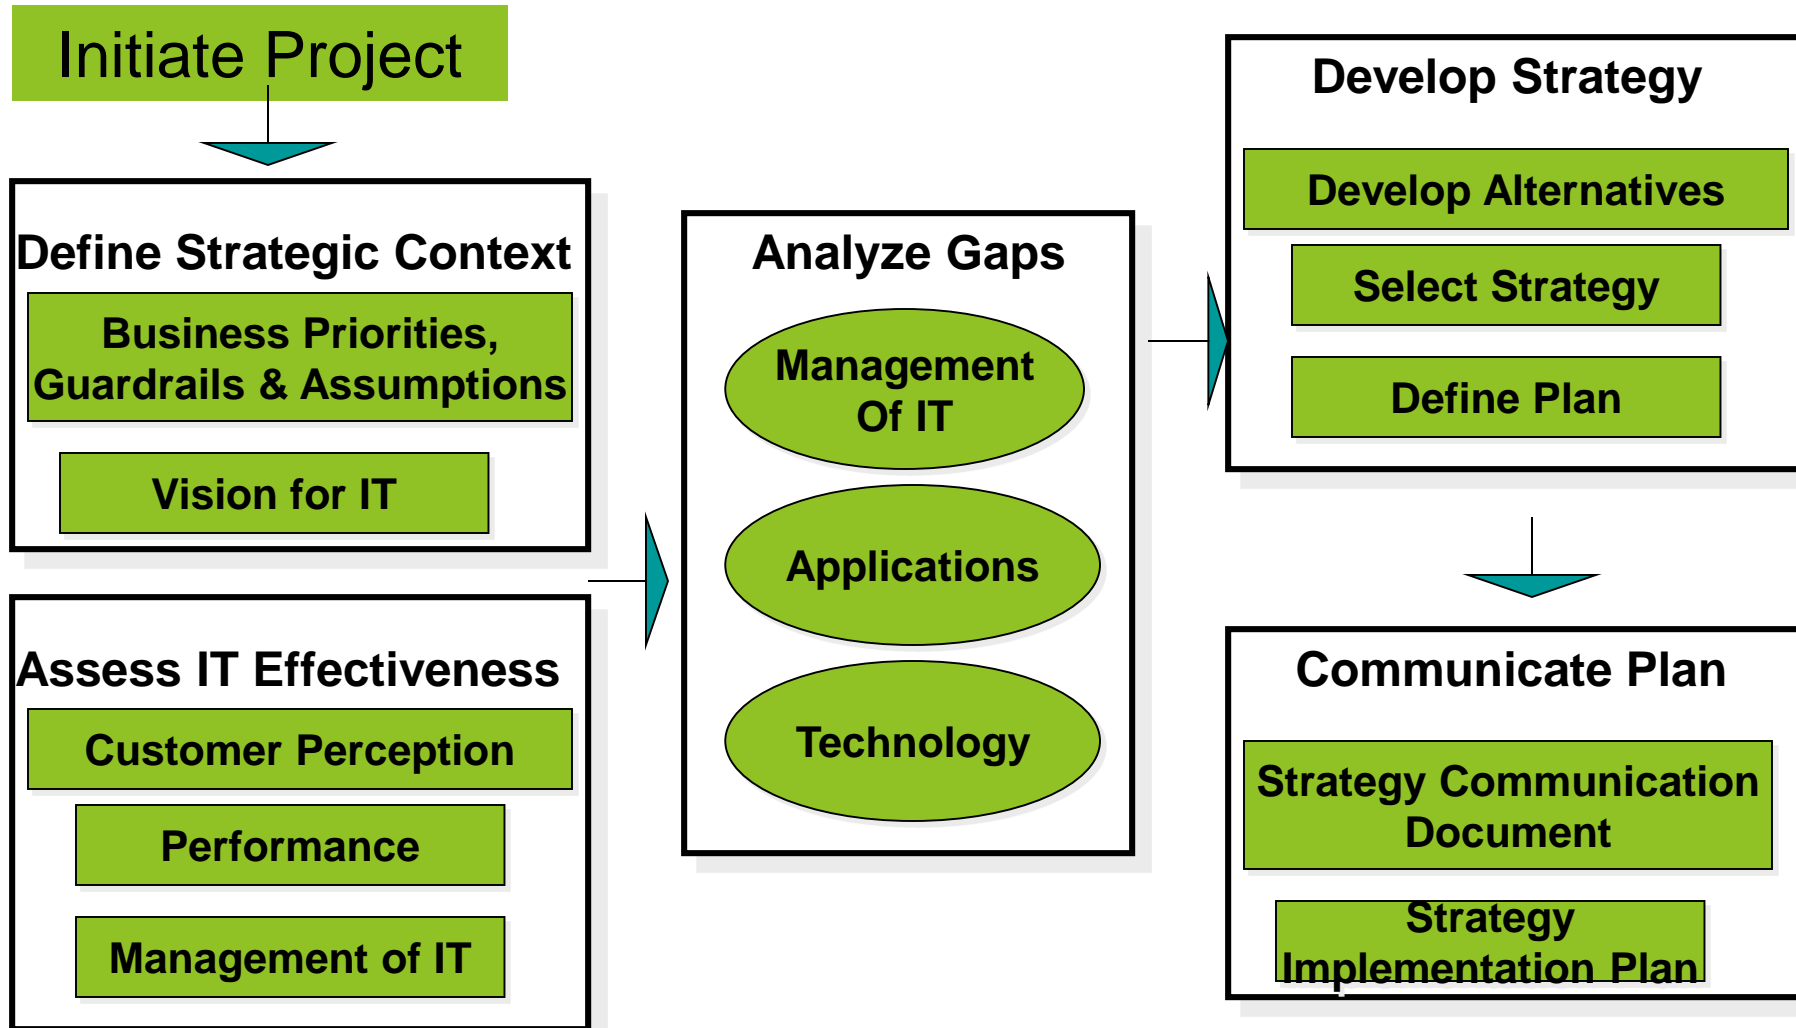 Initiate Project
Define Strategic Context
Business Priorities,
Guardrails & Assumptions
Vision for IT
Assess IT Effectiveness
Customer Perception
Performance
Management of IT
Analyze Gaps
Management
Of IT
Applications
Technology
Develop Strategy
Develop Alternatives
Select Strategy
Define Plan
Communicate Plan
Strategy Communication
Document
Strategy
Implementation Plan